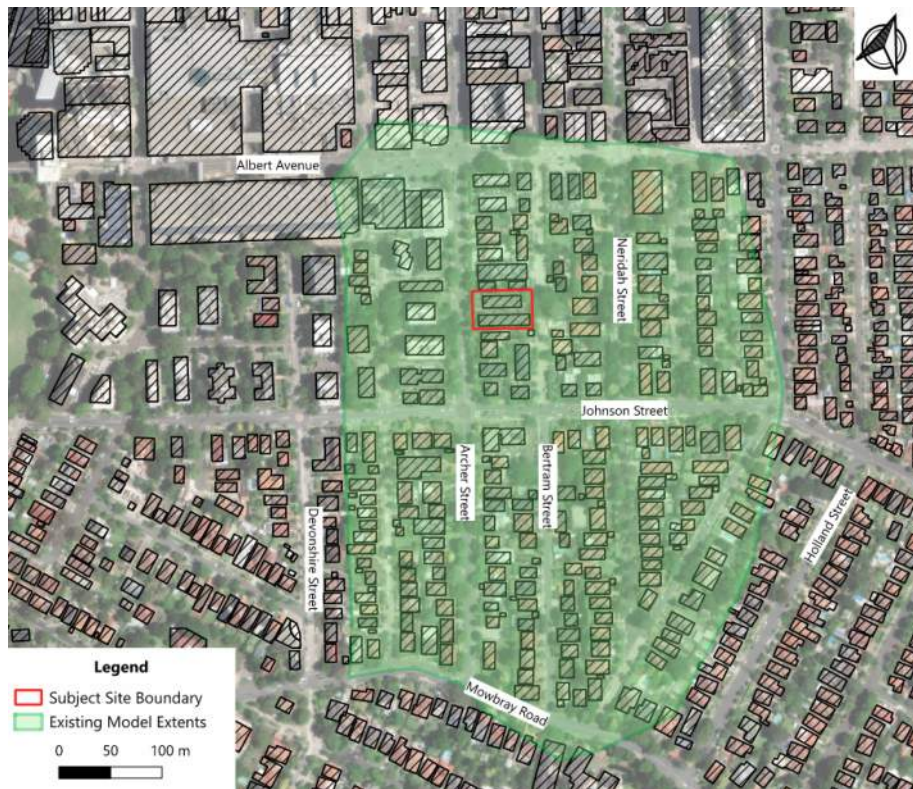 Albert Avenue
Neridah Street
Johnson Street
Archer Street
Bertram Street
Devonshire Street
Holland Street
Mowbray Road
Legend
Subject Site Boundary
Existing Model Extents
0 50 100 m